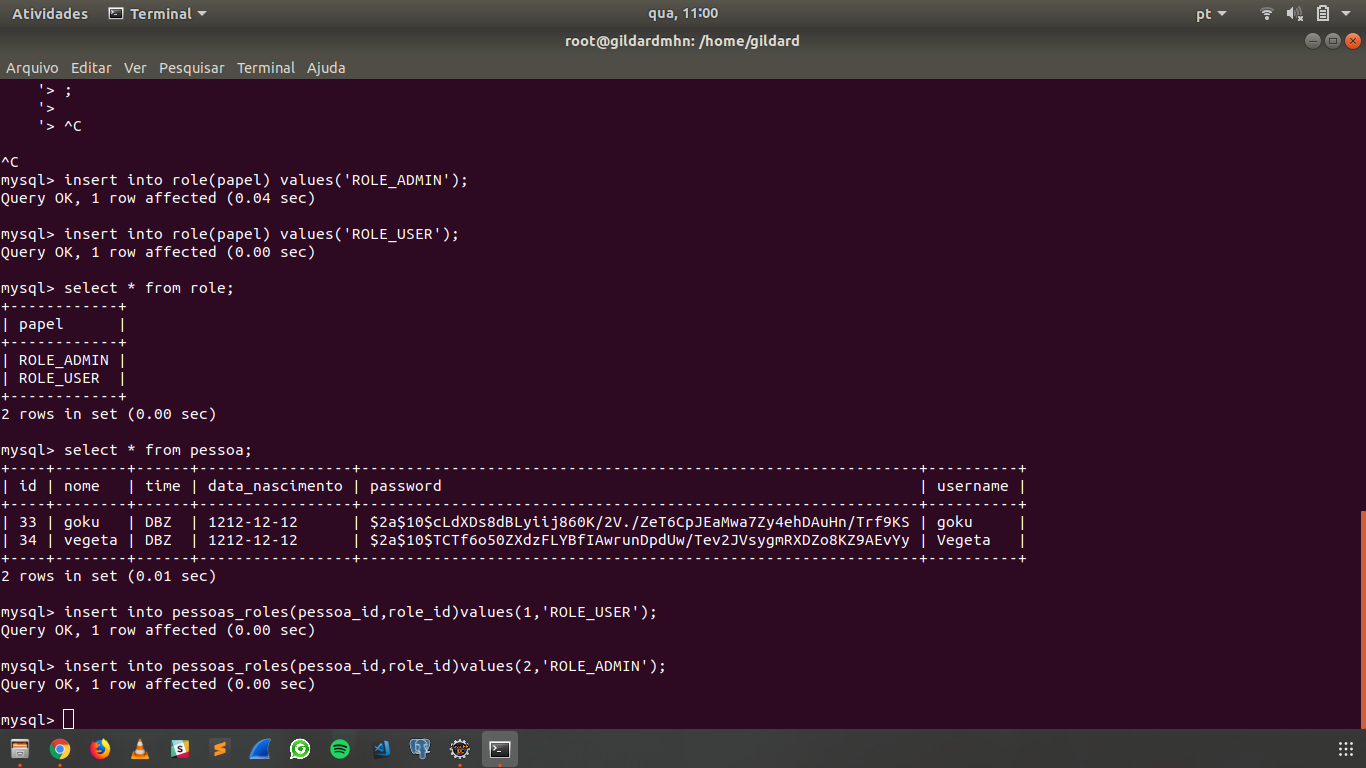 Atividades Terminal qua, 11:00 pt
root@gildardmhn: /home/gildard
Arquivo Editar Ver Pesquisar Terminal Ajuda
    '> ;
    '>
    '> ^C

^C
mysql> insert into role(papel) values('ROLE_ADMIN');
Query OK, 1 row affected (0.04 sec)

mysql> insert into role(papel) values('ROLE_USER');
Query OK, 1 row affected (0.00 sec)

mysql> select * from role;
+------------+
| papel      |
+------------+
| ROLE_ADMIN |
| ROLE_USER  |
+------------+
2 rows in set (0.00 sec)

mysql> select * from pessoa;
+----+--------+------+-----------------+--------------------------------------------------------------+----------+
| id | nome   | time | data_nascimento | password                                                     | username |
+----+--------+------+-----------------+--------------------------------------------------------------+----------+
| 33 | goku   | DBZ  | 1212-12-12      | $2a$10$cLdXDs8dBLyiij860K/2V./ZeT6CpJEaMwa7Zy4ehDAuHn/Trf9KS | goku     |
| 34 | vegeta | DBZ  | 1212-12-12      | $2a$10$TCTf6o50ZXdzFLYBfIAwrunDpdUw/Tev2JVsygmRXDZo8KZ9AEvYy | Vegeta   |
+----+--------+------+-----------------+--------------------------------------------------------------+----------+
2 rows in set (0.01 sec)

mysql> insert into pessoas_roles(pessoa_id,role_id)values(1,'ROLE_USER');
Query OK, 1 row affected (0.00 sec)

mysql> insert into pessoas_roles(pessoa_id,role_id)values(2,'ROLE_ADMIN');
Query OK, 1 row affected (0.00 sec)

mysql>